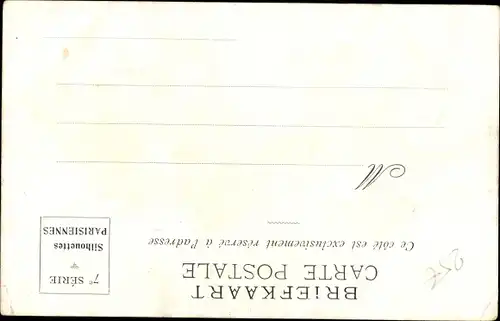 BRiEFKAART
CARTE POSTALE
Ce côté est exclusivement réservé à l'adresse
M
7e SÉRIE
Silhouettes
PARISIENNES